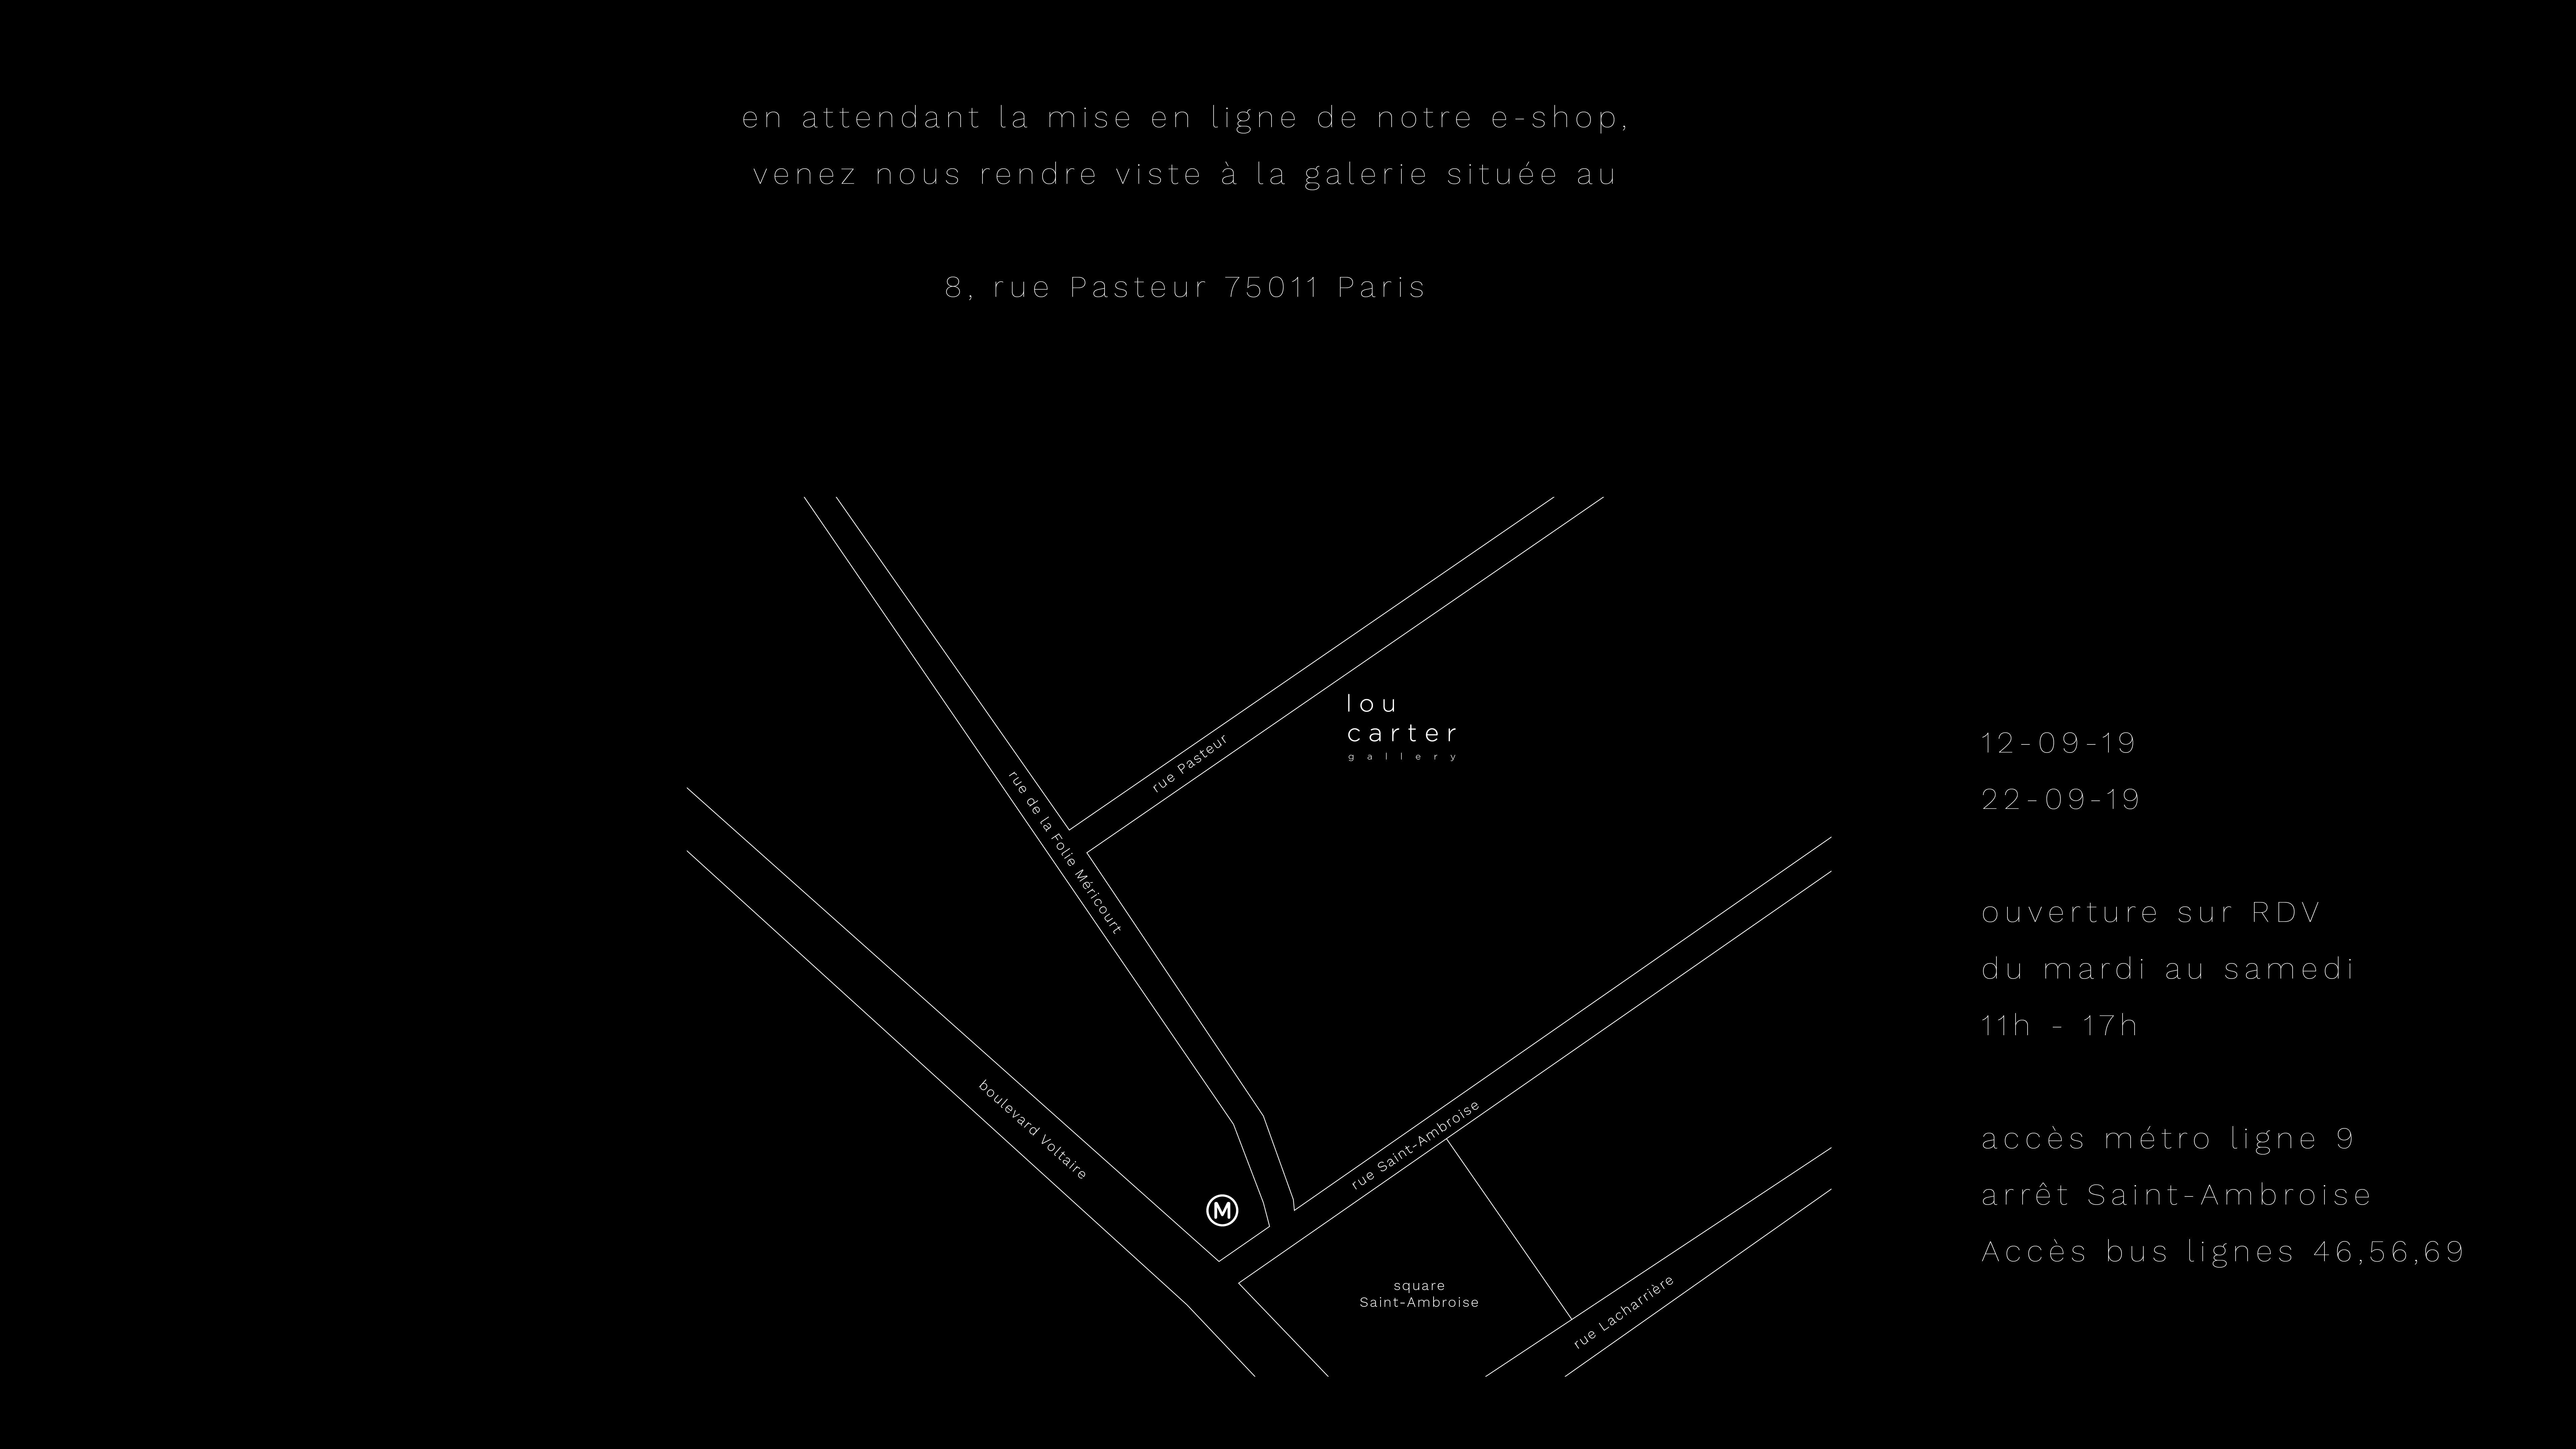 en attendant la mise en ligne de notre e-shop,
venez nous rendre viste à la galerie située au
8, rue Pasteur 75011 Paris
lou
carter
gallery
rue Pasteur
rue de la Folie Méricourt
boulevard Voltaire
M
rue Saint-Ambroise
square
Saint-Ambroise
rue Lacharrière
12-09-19
22-09-19
ouverture sur RDV
du mardi au samedi
11h - 17h
accès métro ligne 9
arrêt Saint-Ambroise
Accès bus lignes 46,56,69